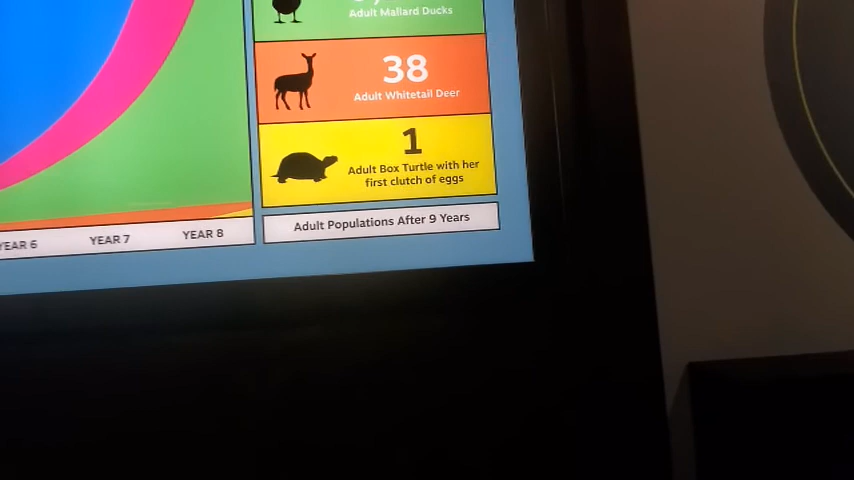 Adult Mallard Ducks
38
Adult Whitetail Deer
1
Adult Box Turtle with her
first clutch of eggs
YEAR 6
YEAR 7
YEAR 8
Adult Populations After 9 Years